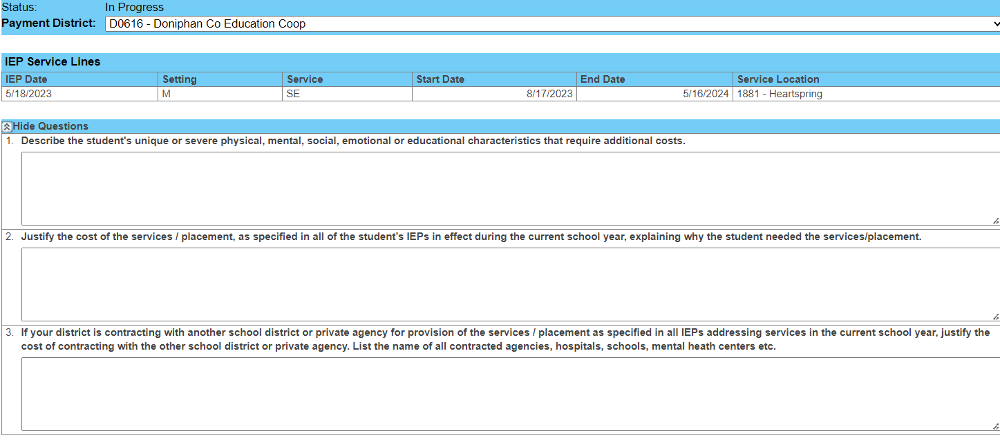 Status: In Progress
Payment District: D0616 - Doniphan Co Education Coop
IEP Service Lines
IEP Date Setting Service Start Date End Date Service Location
5/18/2023 M SE 8/17/2023 5/16/2024 1881 - Heartspring
Hide Questions
1. Describe the student's unique or severe physical, mental, social, emotional or educational characteristics that require additional costs.
2. Justify the cost of the services / placement, as specified in all of the student’s IEPs in effect during the current school year, explaining why the student needed the services/placement.
3. If your district is contracting with another school district or private agency for provision of the services / placement as specified in all IEPs addressing services in the current school year, justify the
cost of contracting with the other school district or private agency. List the name of all contracted agencies, hospitals, schools, mental heath centers etc.